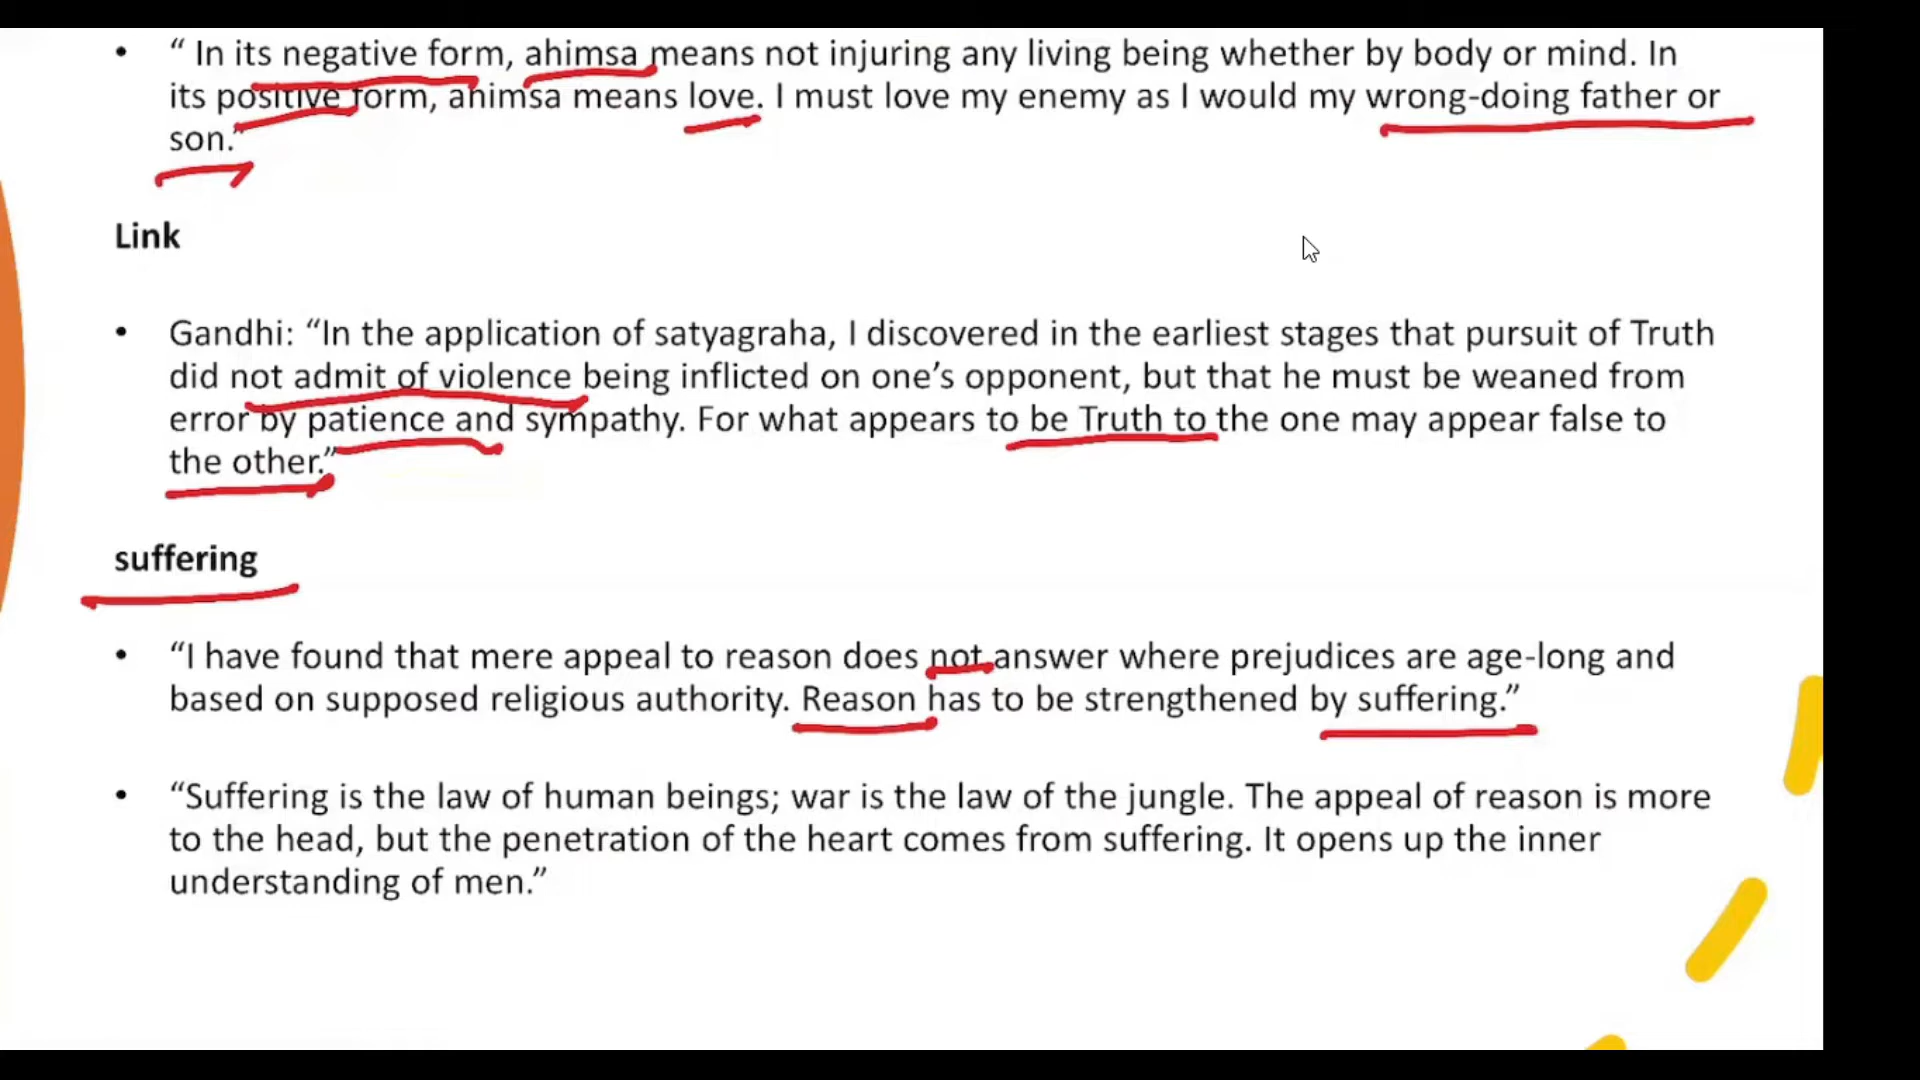 • “ In its negative form, ahimsa means not injuring any living being whether by body or mind. In
its positive form, ahimsa means love. I must love my enemy as I would my wrong-doing father or
son.”
Link
• Gandhi: “In the application of satyagraha, I discovered in the earliest stages that pursuit of Truth
did not admit of violence being inflicted on one’s opponent, but that he must be weaned from
error by patience and sympathy. For what appears to be Truth to the one may appear false to
the other.”
suffering
• “I have found that mere appeal to reason does not answer where prejudices are age-long and
based on supposed religious authority. Reason has to be strengthened by suffering.”
• “Suffering is the law of human beings; war is the law of the jungle. The appeal of reason is more
to the head, but the penetration of the heart comes from suffering. It opens up the inner
understanding of men.”